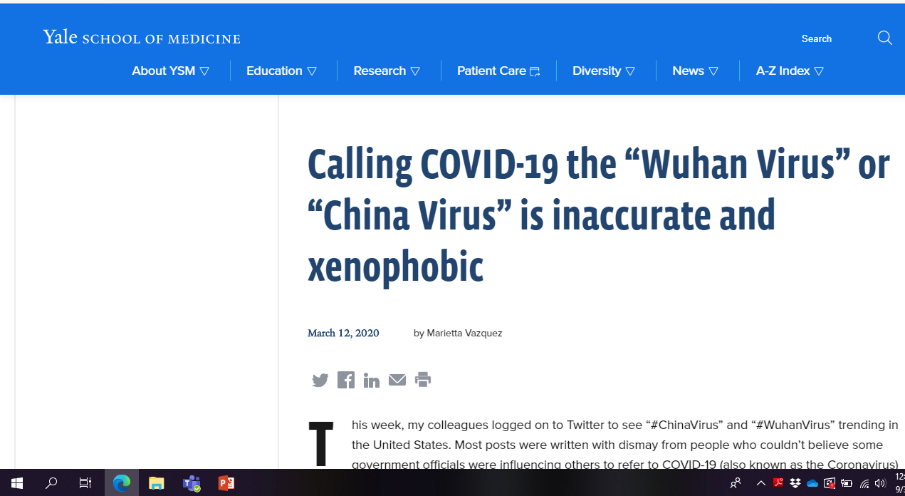 Yale SCHOOL OF MEDICINE
Search
About YSM
Education
Research
Patient Care
Diversity
News
A-Z Index
Calling COVID-19 the “Wuhan Virus” or
“China Virus” is inaccurate and
xenophobic
March 12, 2020
by Marietta Vazquez
This week, my colleagues logged on to Twitter to see “#ChinaVirus” and “#WuhanVirus” trending in
the United States. Most posts were written with dismay from people who couldn’t believe some
government officials were influencing others to refer to COVID-19 (also known as the Coronavirus)